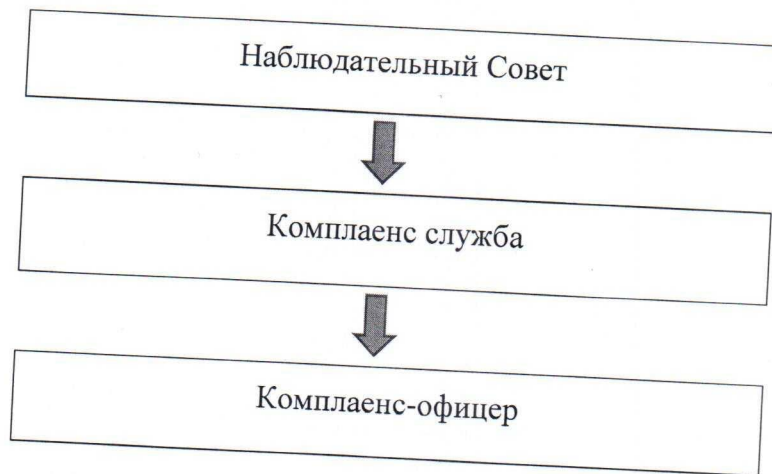 Наблюдательный Совет
Комплаенс служба
Комплаенс-офицер